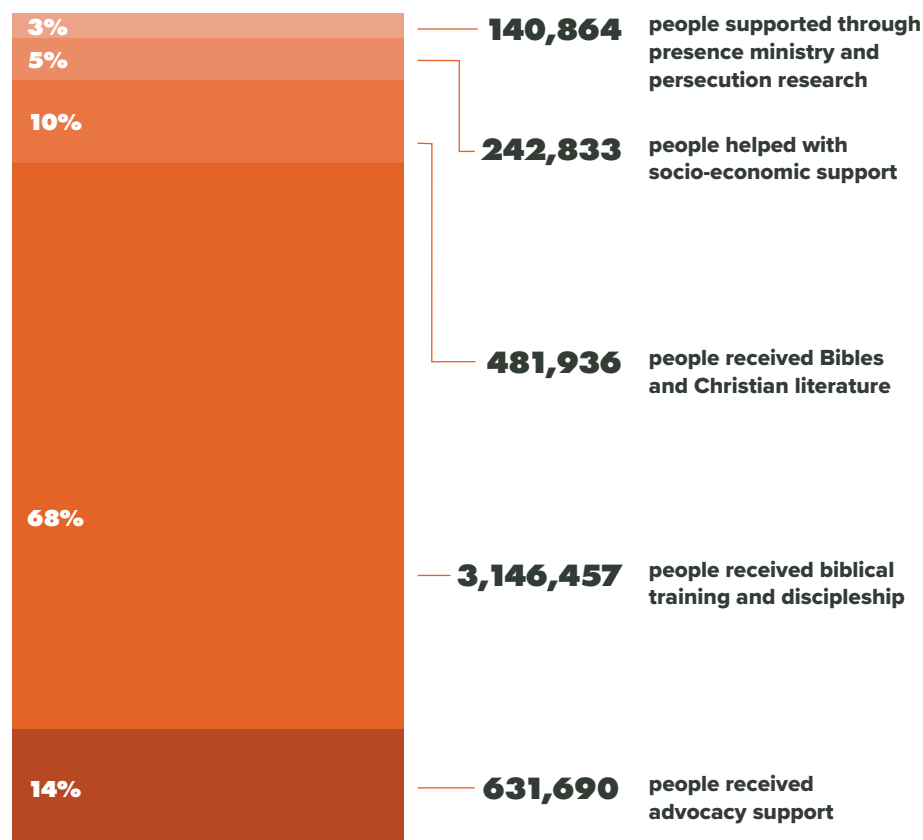 3%
140,864
people supported through
presence ministry and
persecution research
5%
242,833
people helped with
socio-economic support
10%
481,936
people received Bibles
and Christian literature
68%
3,146,457
people received biblical
training and discipleship
14%
631,690
people received
advocacy support